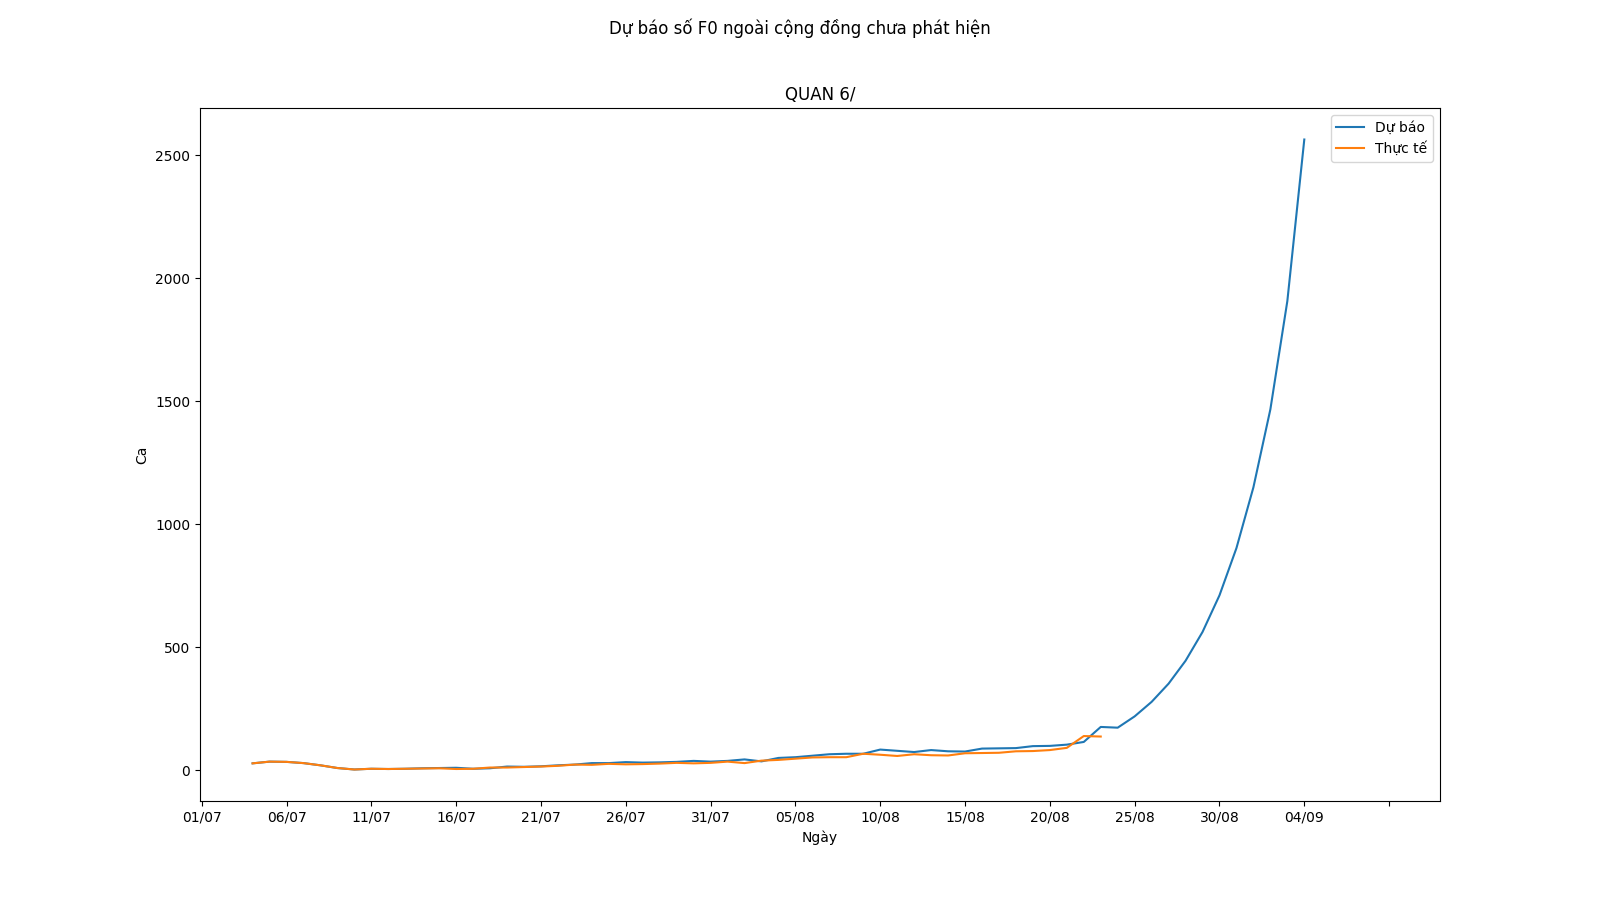 Dự báo số F0 ngoài cộng đồng chưa phát hiện
QUAN 6/
Dự báo
Thực tế
2500
2000
1500
1000
500
0
Ca
01/07 06/07 11/07 16/07 21/07 26/07 31/07 05/08 10/08 15/08 20/08 25/08 30/08 04/09
Ngày